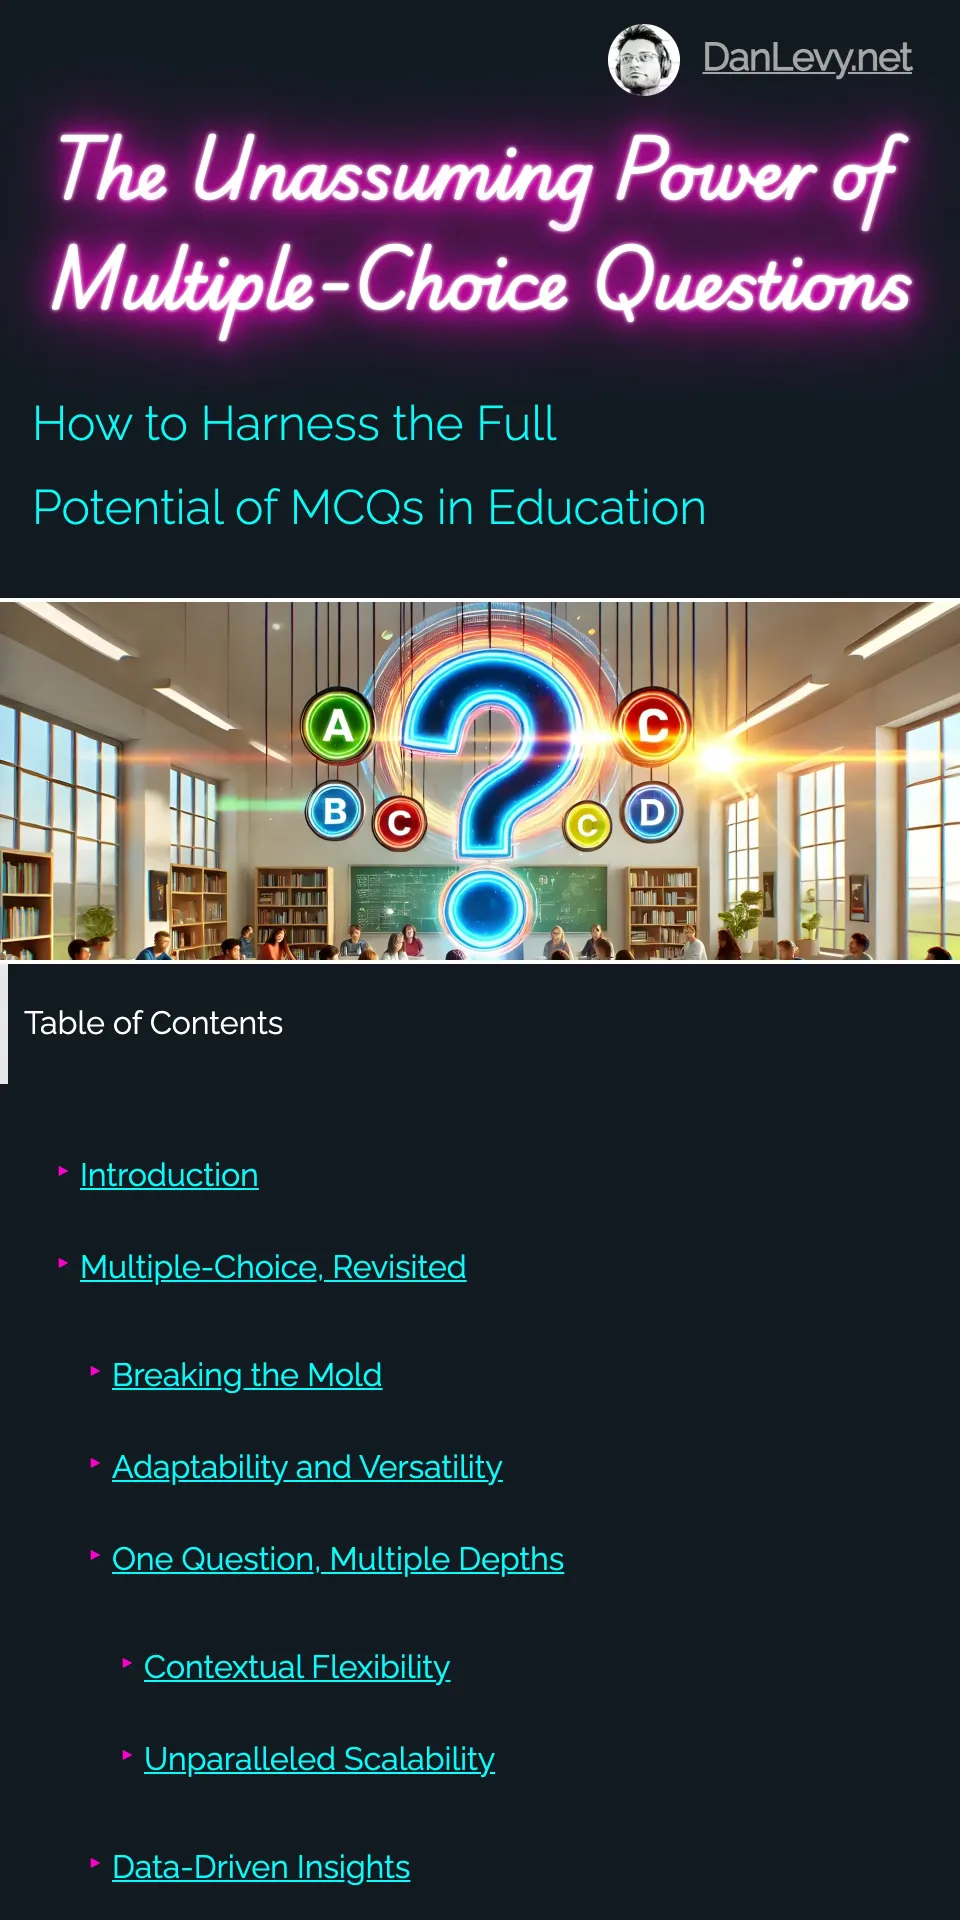 DanLevy.net
The Unassuming Power of
Multiple-Choice Questions
How to Harness the Full
Potential of MCQs in Education
A
C
B
C
C
D
Table of Contents
Introduction
Multiple-Choice, Revisited
Breaking the Mold
Adaptability and Versatility
One Question, Multiple Depths
Contextual Flexibility
Unparalleled Scalability
Data-Driven Insights